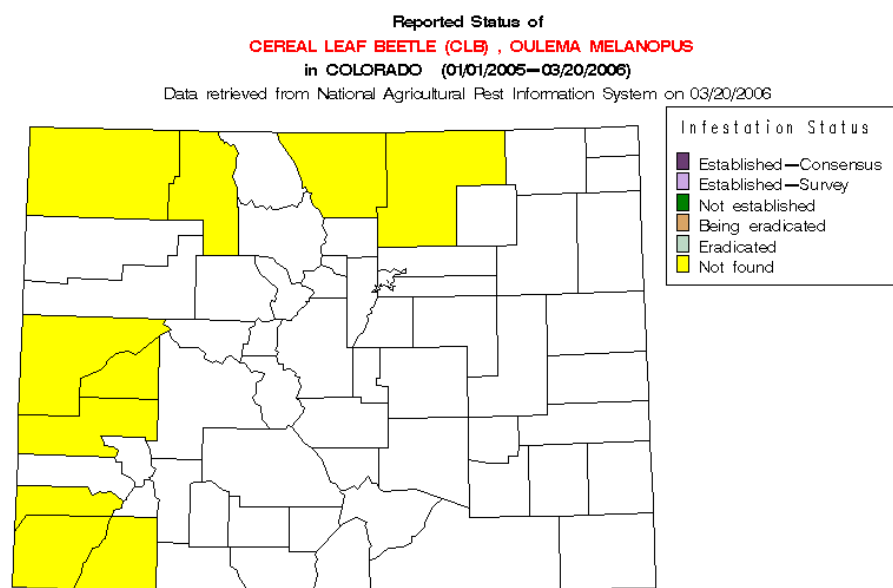 Reported Status of
CEREAL LEAF BEETLE (CLB) , OULEMA MELANOPUS
in COLORADO (01/01/2005—03/20/2006)
Data retrieved from National Agricultural Pest Information System on 03/20/2006
Infestation Status
Established—Consensus
Established—Survey
Not established
Being eradicated
Eradicated
Not found